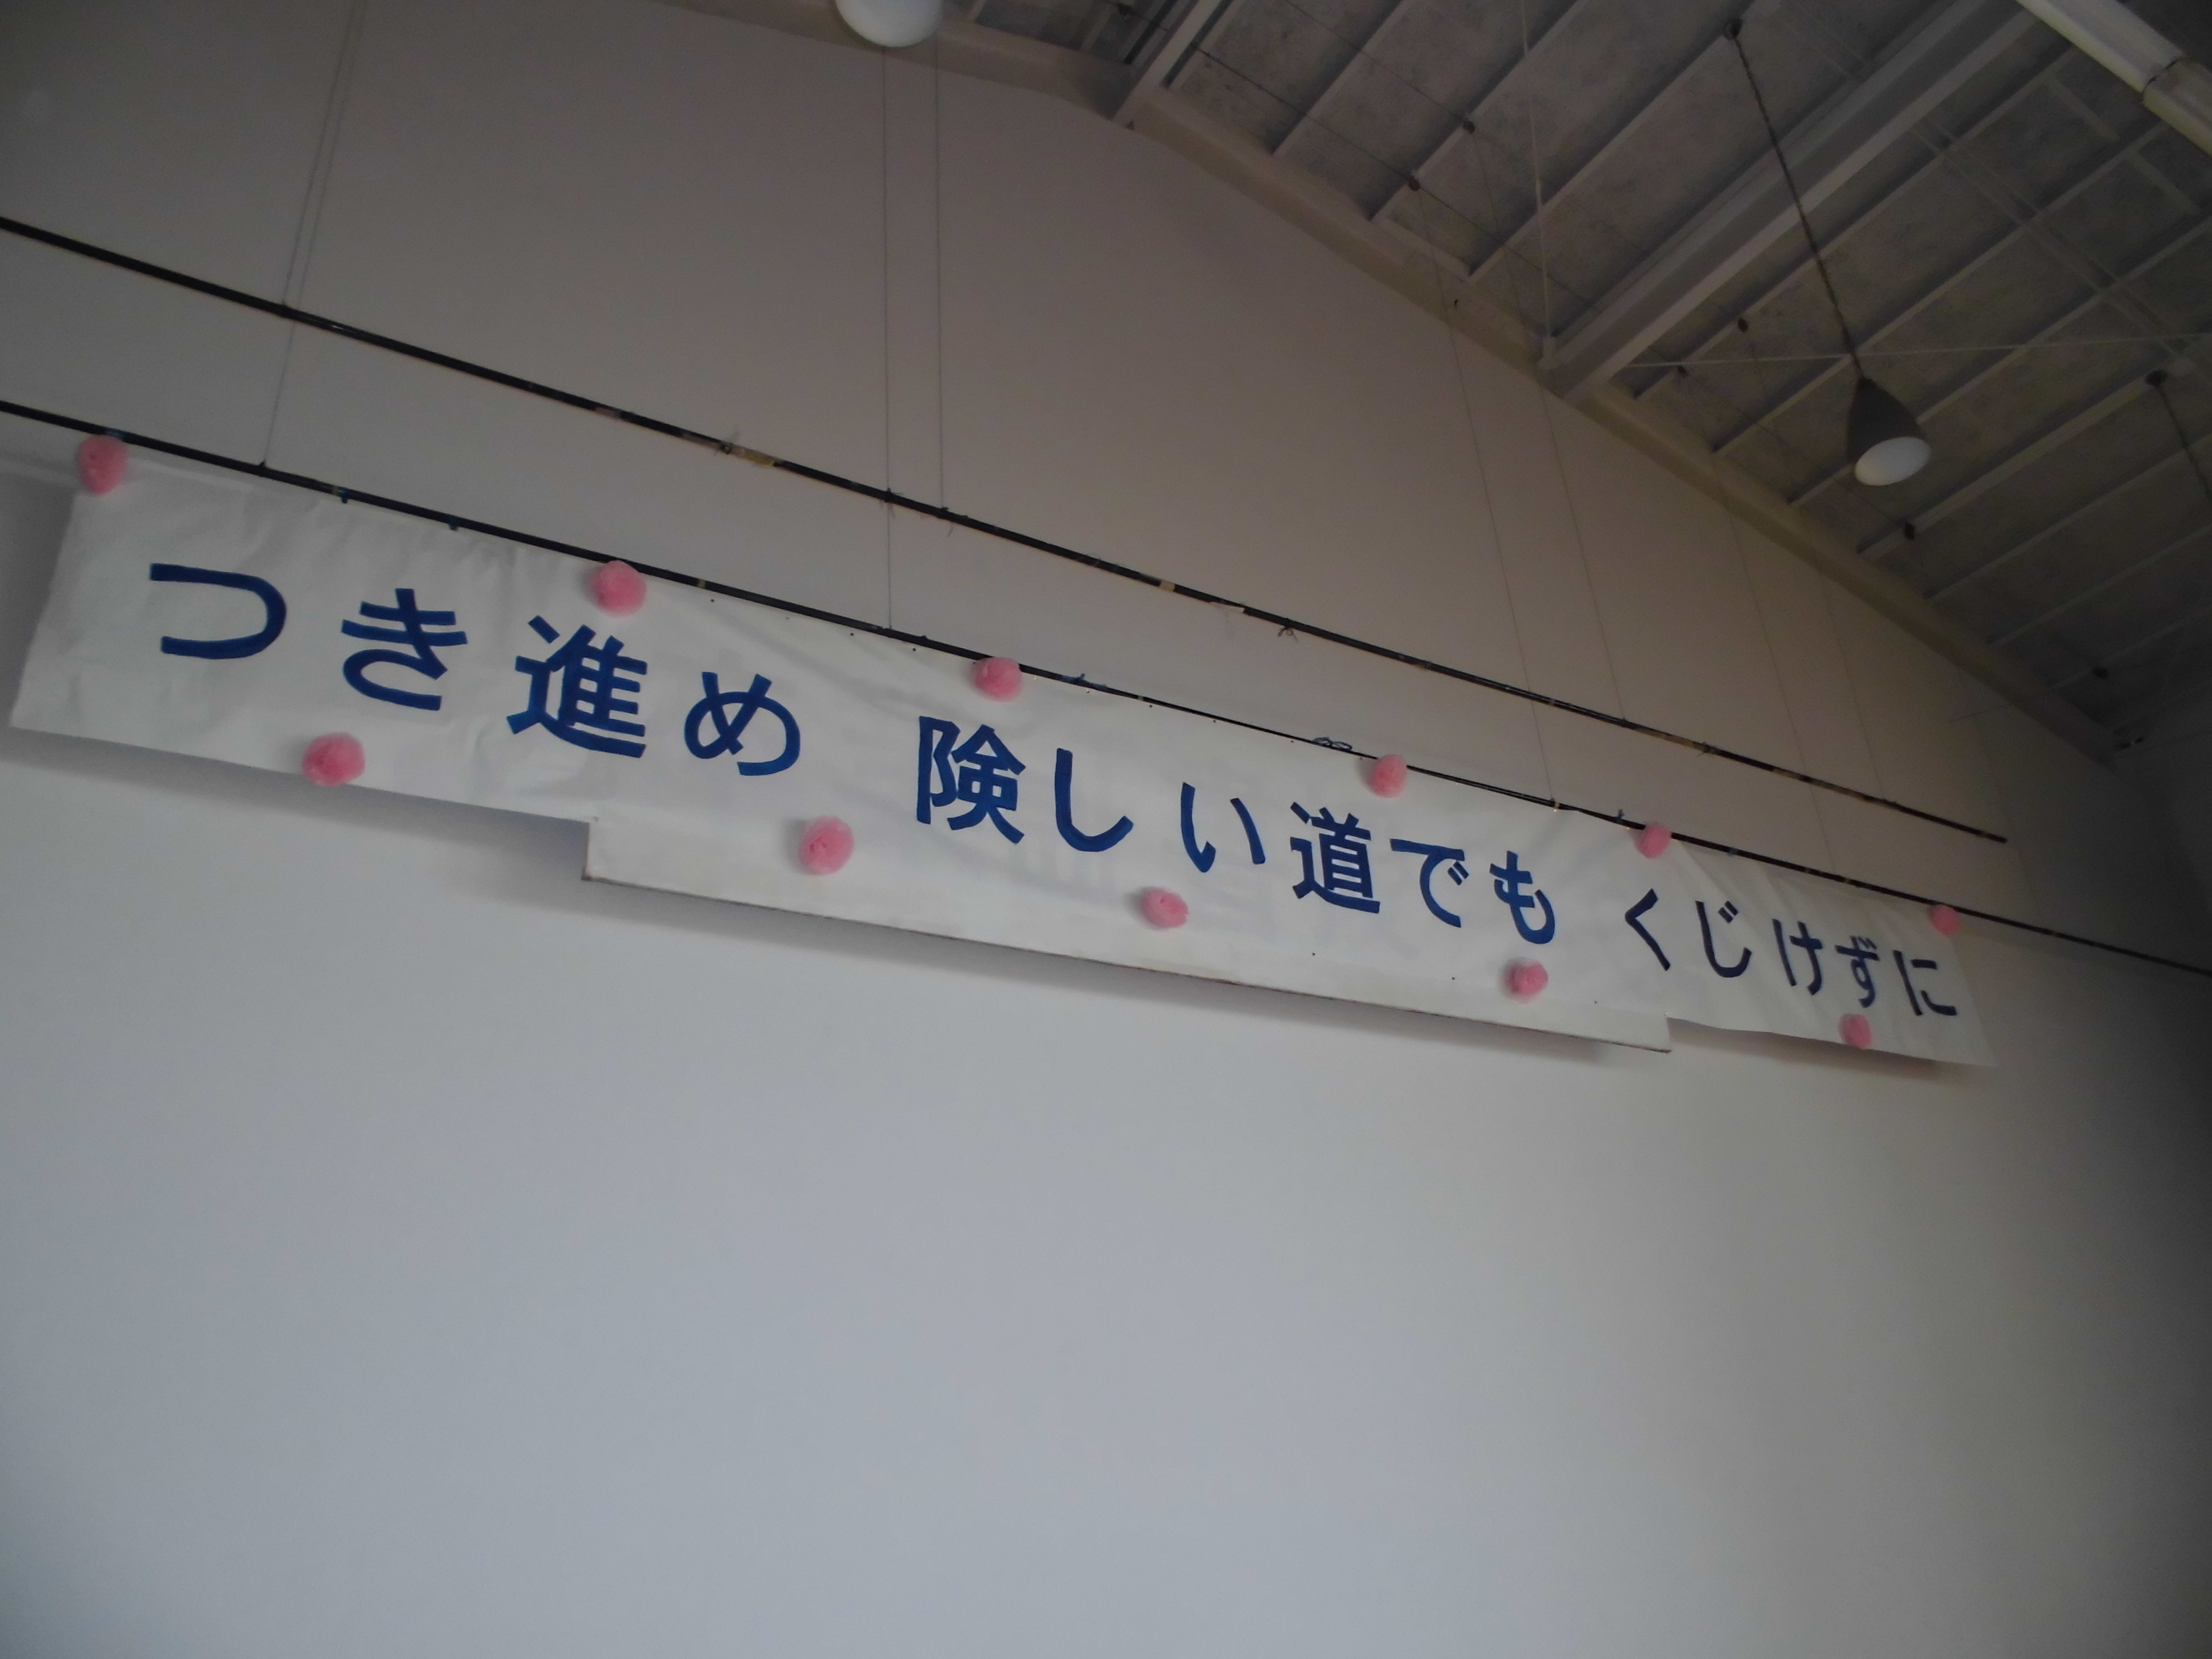 つき進め 険しい道でも くじけずに